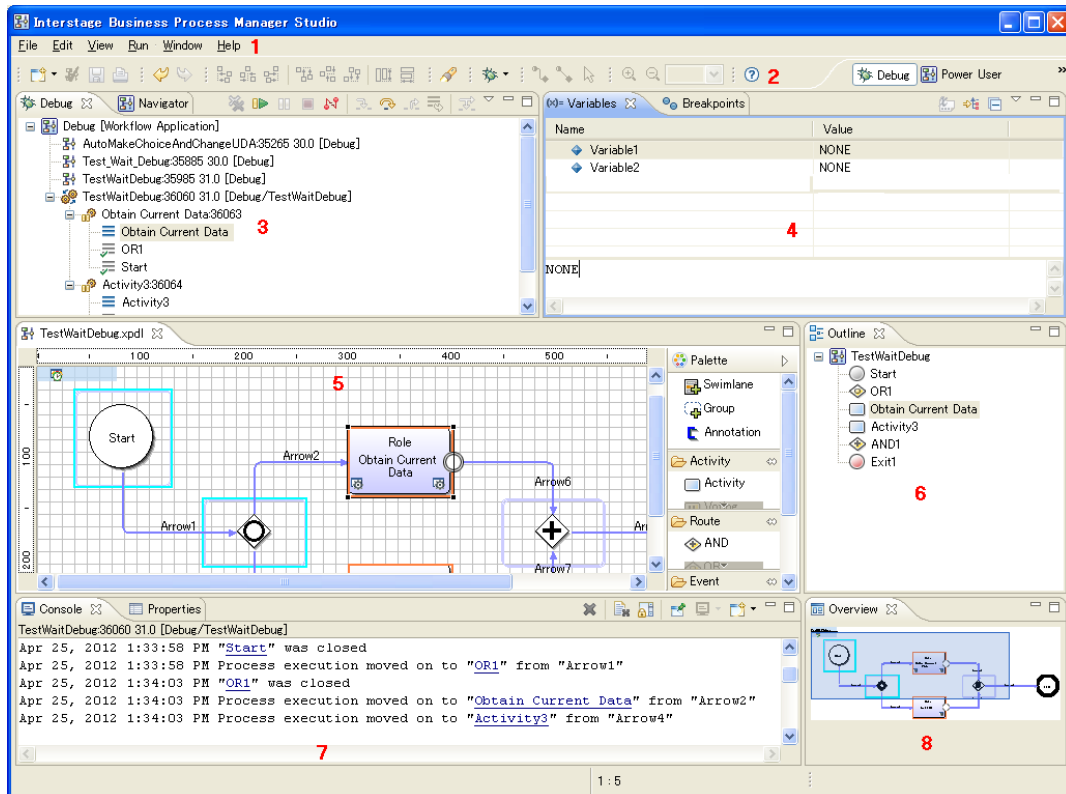 Interstage Business Process Manager Studio
File Edit View Run Window Help 1
2 Debug Power User »
Debug Navigator
Debug [Workflow Application]
AutoMakeChoiceAndChangeUDA:35265 30.0 [Debug]
Test_Wait_Debug:35885 30.0 [Debug]
TestWaitDebug:35985 31.0 [Debug]
TestWaitDebug:36060 31.0 [Debug/TestWaitDebug]
Obtain Current Data:36063
3
Obtain Current Data
OR1
Start
Activity3:36064
Activity3
(x)= Variables Breakpoints
Name Value
Variable1 NONE
Variable2 NONE
4
NONE
TestWaitDebug.xpdl
100 200 300 400 500
5
100
200
Start
Arrow1
Arrow2
Role
Obtain Current
Data
Arrow6
Arrow7
Palette
Swimlane
Group
Annotation
Activity
Activity
Route
AND
Event
Outline
TestWaitDebug
Start
OR1
Obtain Current Data
Activity3
AND1
Exit1
6
Console Properties
TestWaitDebug:36060 31.0 [Debug/TestWaitDebug]
Apr 25, 2012 1:33:58 PM "Start" was closed
Apr 25, 2012 1:33:58 PM Process execution moved on to "OR1" from "Arrow1"
Apr 25, 2012 1:34:03 PM "OR1" was closed
Apr 25, 2012 1:34:03 PM Process execution moved on to "Obtain Current Data" from "Arrow2"
Apr 25, 2012 1:34:03 PM Process execution moved on to "Activity3" from "Arrow4"
7
Overview
8
1 : 5